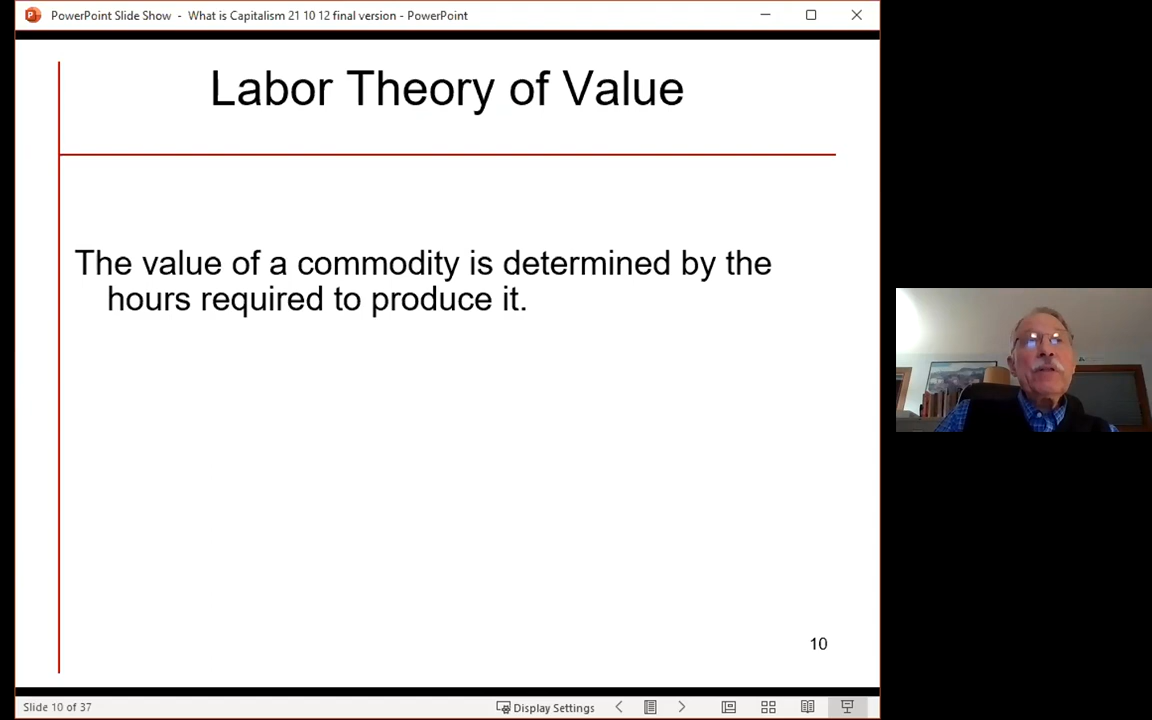 PowerPoint Slide Show - What is Capitalism 21 10 12 final version - PowerPoint
Labor Theory of Value
The value of a commodity is determined by the
hours required to produce it.
10
Slide 10 of 37
Display Settings